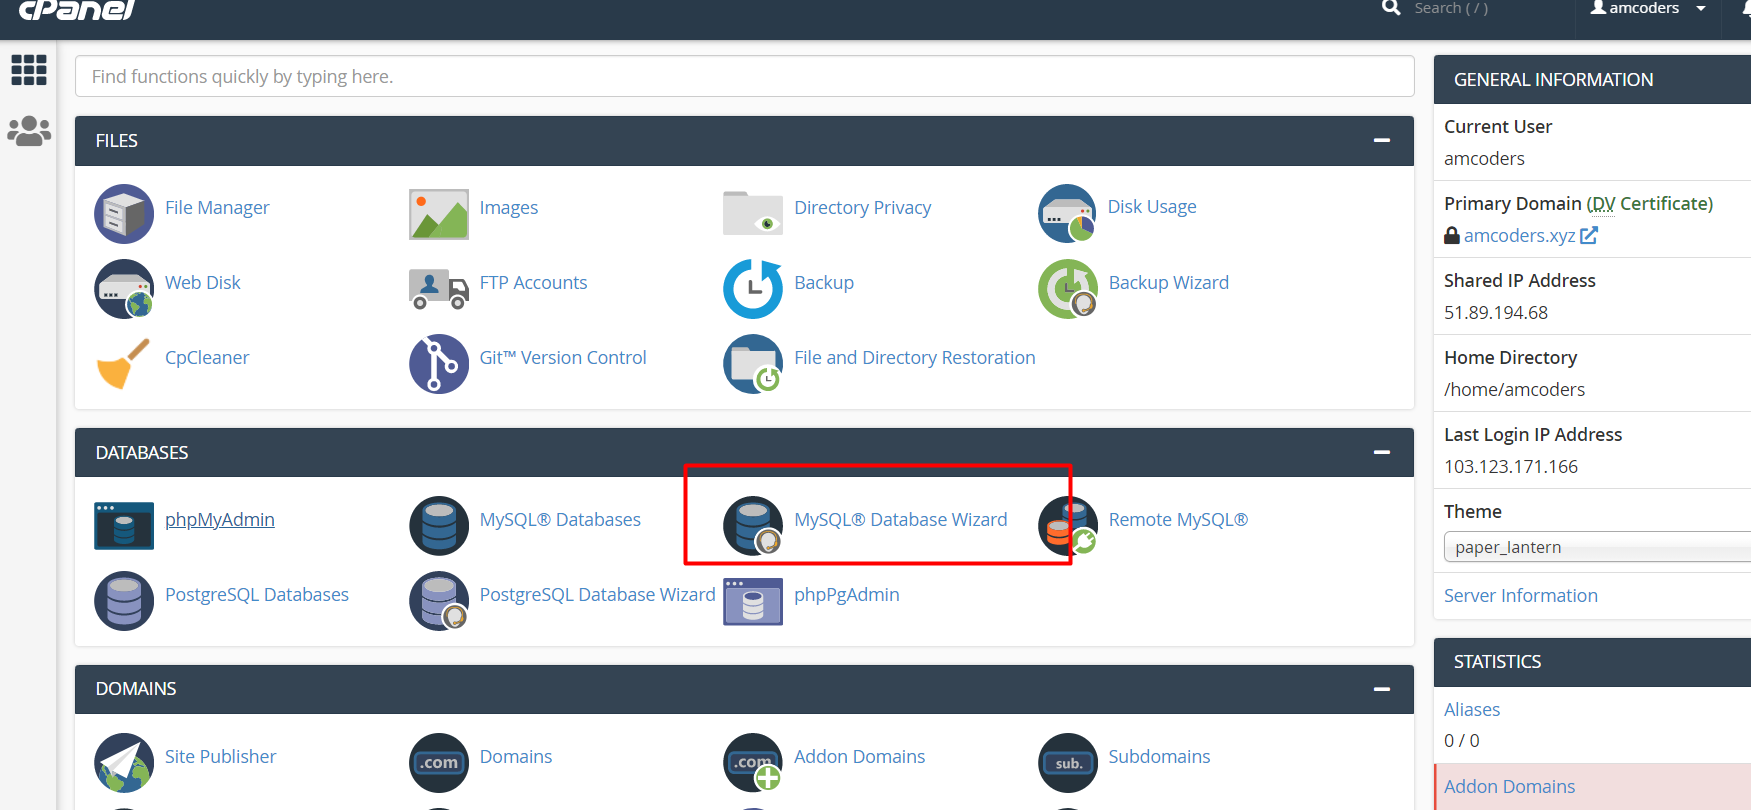 cPanel
Search ( / )
amcoders
Find functions quickly by typing here.
FILES
File Manager
Images
Directory Privacy
Disk Usage
Web Disk
FTP Accounts
Backup
Backup Wizard
CpCleaner
Git™ Version Control
File and Directory Restoration
DATABASES
phpMyAdmin
MySQL® Databases
MySQL® Database Wizard
Remote MySQL®
PostgreSQL Databases
PostgreSQL Database Wizard
phpPgAdmin
DOMAINS
Site Publisher
.com
Domains
.com
Addon Domains
sub.
Subdomains
GENERAL INFORMATION
Current User
amcoders
Primary Domain (DV Certificate)
amcoders.xyz
Shared IP Address
51.89.194.68
Home Directory
/home/amcoders
Last Login IP Address
103.123.171.166
Theme
paper_lantern
Server Information
STATISTICS
Aliases
0 / 0
Addon Domains